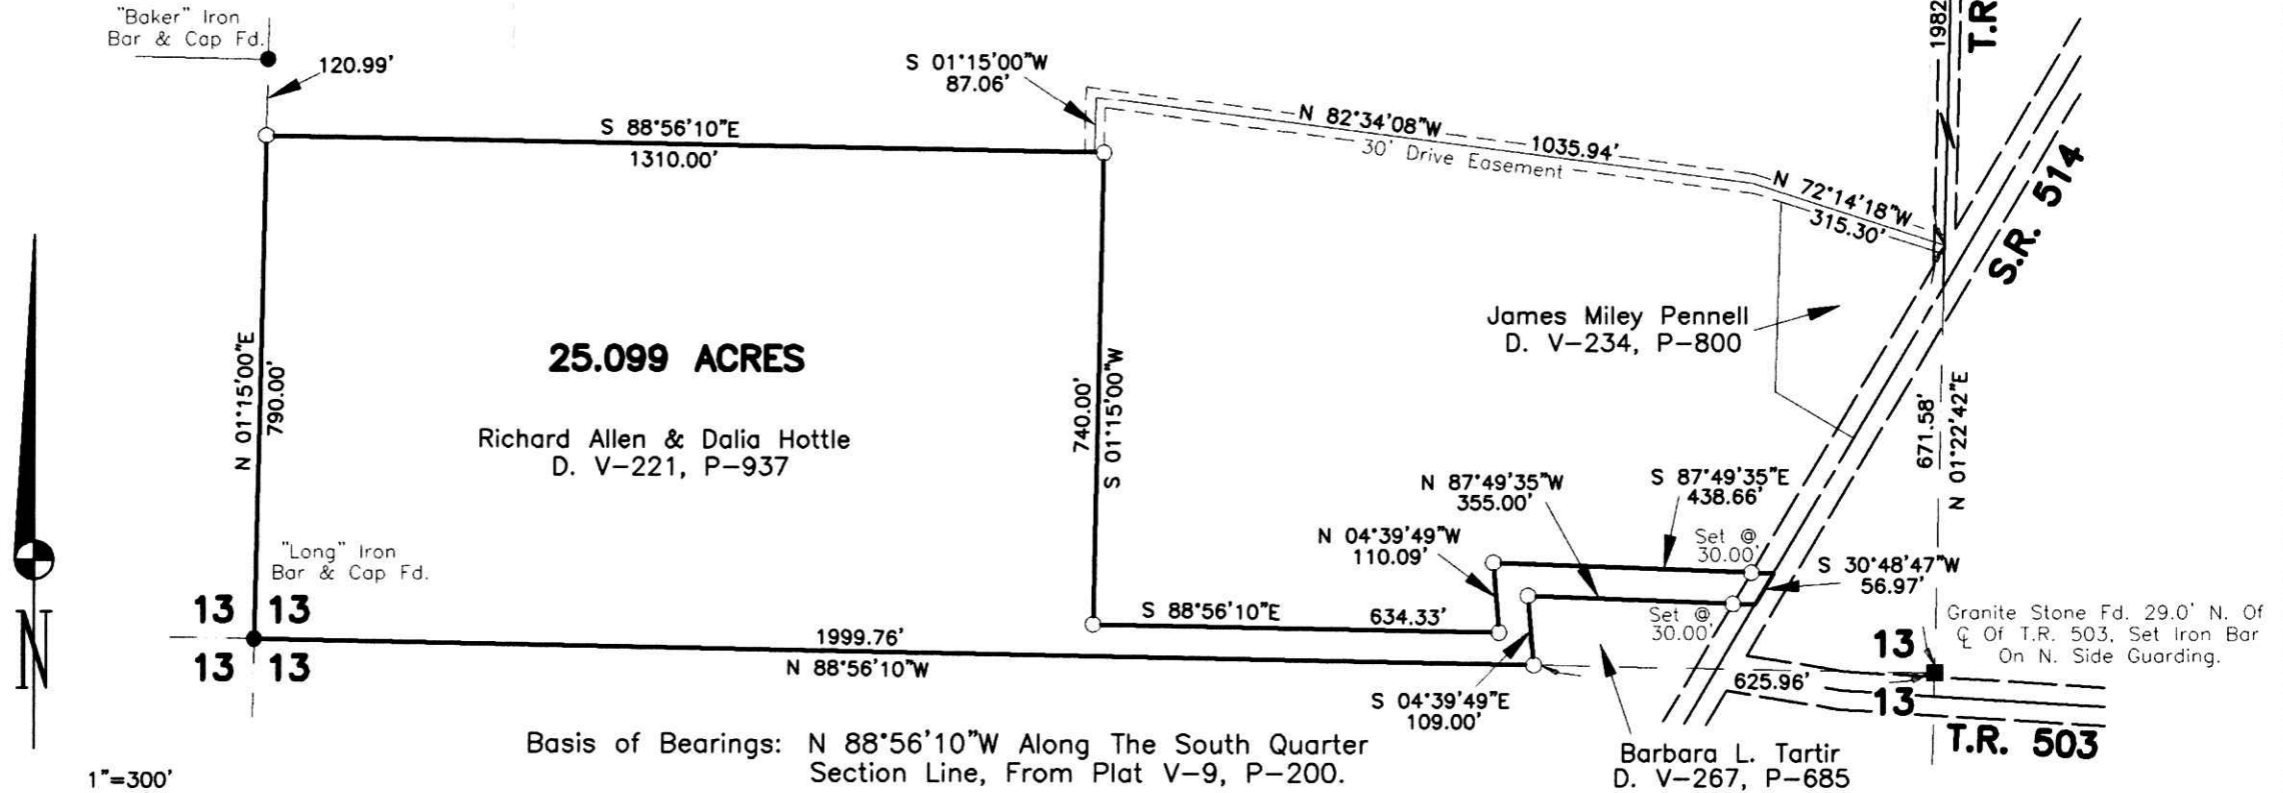 "Baker" Iron
Bar & Cap Fd.
120.99'
S 01°15'00"W
87.06'
1982
T.R
S 88°56'10"E
1310.00'
N 82°34'08"W
1035.94'
30' Drive Easement
N 72°14'18"W
315.30'
S.R. 514
James Miley Pennell
D. V-234, P-800
25.099 ACRES
N 01°15'00"E
790.00'
740.00'
S 01°15'00"W
671.58'
N 01°22'42"E
Richard Allen & Dalia Hottle
D. V-221, P-937
N 87°49'35"W
355.00'
S 87°49'35"E
438.66'
N 04°39'49"W
110.09'
Set @
30.00'
"Long" Iron
Bar & Cap Fd.
S 30°48'47"W
56.97'
13 13
S 88°56'10"E
634.33'
Set @
30.00'
Granite Stone Fd. 29.0' N. Of
℄ Of T.R. 503, Set Iron Bar
On N. Side Guarding.
13
N
13 13
1999.76'
N 88°56'10"W
625.96'
13
S 04°39'49"E
109.00'
T.R. 503
Basis of Bearings: N 88°56'10"W Along The South Quarter
Section Line, From Plat V-9, P-200.
Barbara L. Tartir
D. V-267, P-685
1"=300'